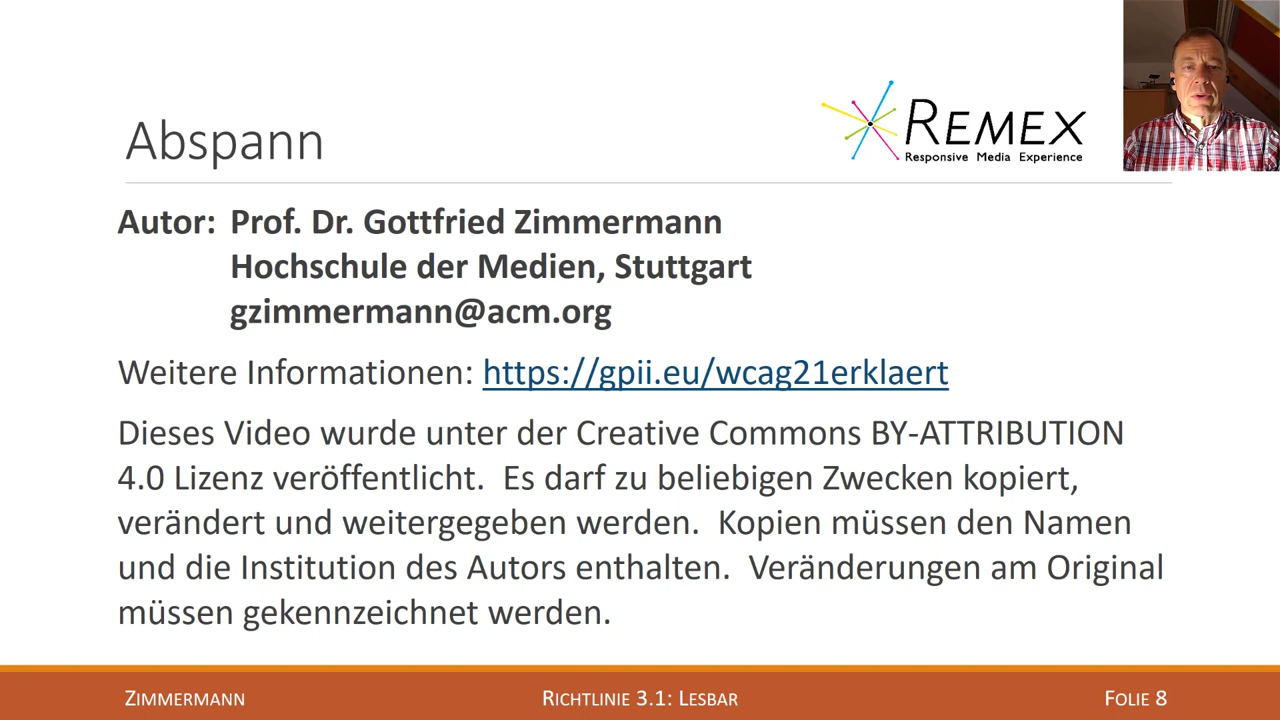 Abspann
REMEX
Responsive Media Experience
Autor: Prof. Dr. Gottfried Zimmermann
Hochschule der Medien, Stuttgart
gzimmermann@acm.org
Weitere Informationen: https://gpii.eu/wcag21erklaert
Dieses Video wurde unter der Creative Commons BY-ATTRIBUTION
4.0 Lizenz veröffentlicht.  Es darf zu beliebigen Zwecken kopiert,
verändert und weitergegeben werden.  Kopien müssen den Namen
und die Institution des Autors enthalten.  Veränderungen am Original
müssen gekennzeichnet werden.
ZIMMERMANN
RICHTLINIE 3.1: LESBAR
FOLIE 8